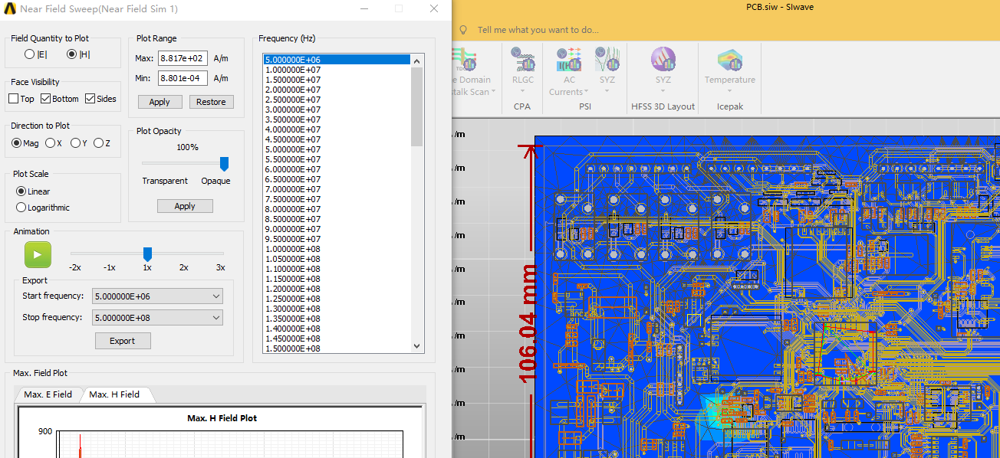 Near Field Sweep(Near Field Sim 1)
PCB.siw - SIwave
Tell me what you want to do...
Field Quantity to Plot
|E|
|H|
Face Visibility
Top
Bottom
Sides
Direction to Plot
Mag
X
Y
Z
Plot Scale
Linear
Logarithmic
Plot Range
Max:
8.817e+02
A/m
Min:
8.801e-04
A/m
Apply
Restore
Plot Opacity
100%
Transparent
Opaque
Apply
Animation
-2x
-1x
1x
2x
3x
Export
Start frequency:
5.000000E+06
Stop frequency:
5.000000E+08
Export
Frequency (Hz)
5.000000E+06
1.000000E+07
1.500000E+07
2.000000E+07
2.500000E+07
3.000000E+07
3.500000E+07
4.000000E+07
4.500000E+07
5.000000E+07
5.500000E+07
6.000000E+07
6.500000E+07
7.000000E+07
7.500000E+07
8.000000E+07
8.500000E+07
9.000000E+07
9.500000E+07
1.000000E+08
1.050000E+08
1.100000E+08
1.150000E+08
1.200000E+08
1.250000E+08
1.300000E+08
1.350000E+08
1.400000E+08
1.450000E+08
1.500000E+08
Max. Field Plot
Max. E Field
Max. H Field
Max. H Field Plot
900
e Domain
stalk Scan
RLGC
CPA
AC
Currents
SYZ
PSI
SYZ
HFSS 3D Layout
Temperature
Icepak
/m
/m
/m
/m
/m
/m
/m
/m
/m
/m
106.04 mm